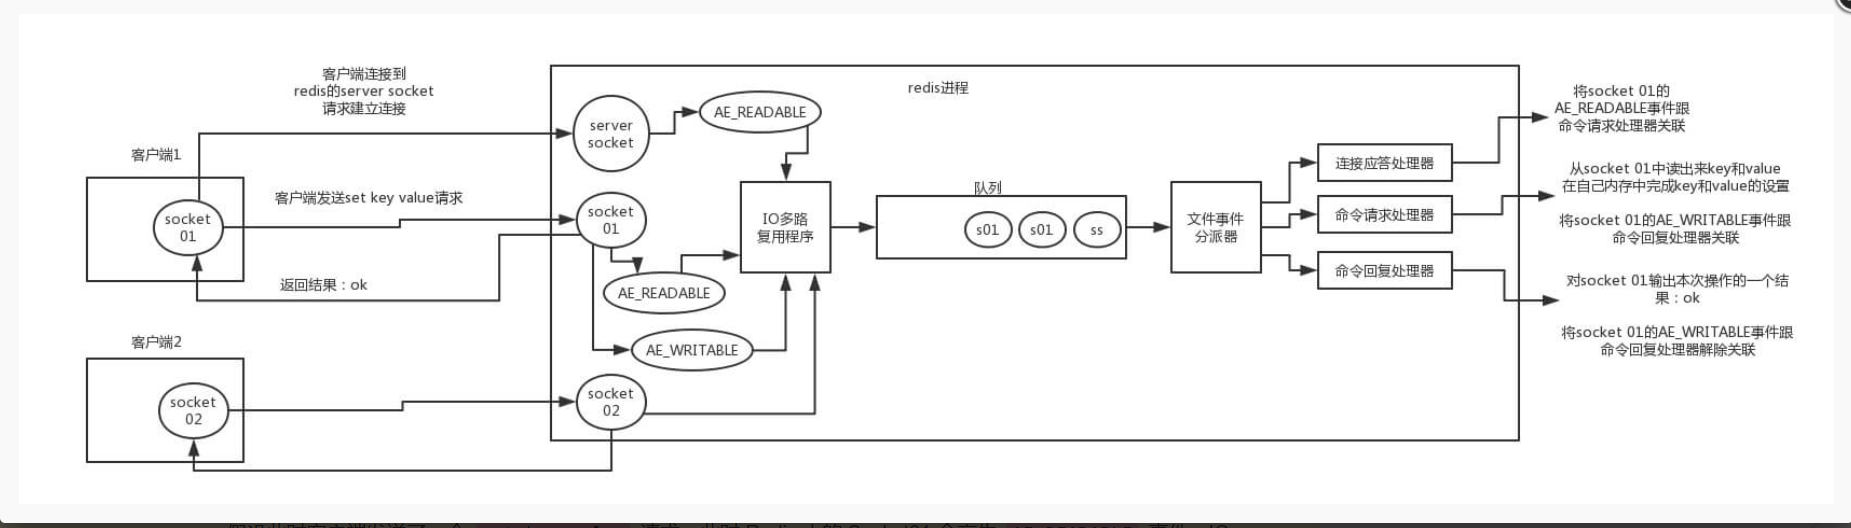 redis进程
客户端连接到
redis的server socket
请求建立连接
客户端1
socket
01
客户端发送set key value请求
返回结果：ok
客户端2
socket
02
server
socket
AE_READABLE
socket
01
AE_READABLE
AE_WRITABLE
socket
02
IO多路
复用程序
队列
s01
s01
ss
文件事件
分派器
连接应答处理器
命令请求处理器
命令回复处理器
将socket 01的
AE_READABLE事件跟
命令请求处理器关联
从socket 01中读出来key和value
在自己内存中完成key和value的设置
将socket 01的AE_WRITABLE事件跟
命令回复处理器关联
对socket 01输出本次操作的一个结
果：ok
将socket 01的AE_WRITABLE事件跟
命令回复处理器解除关联